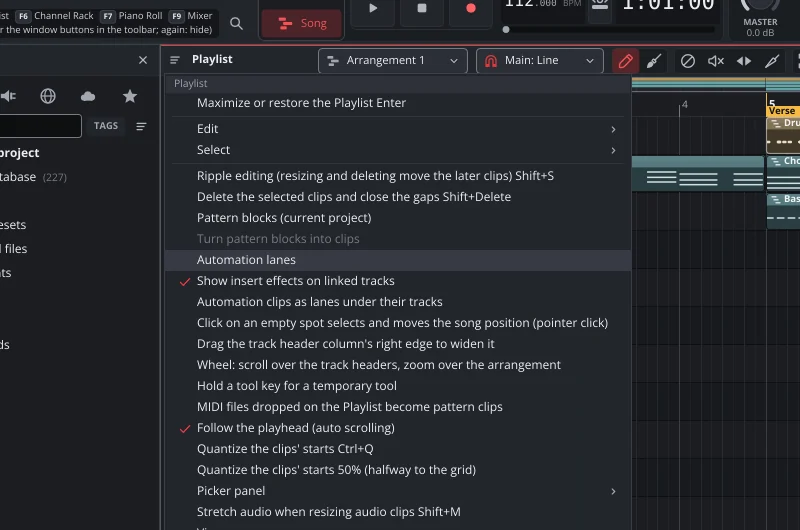 ist F6 Channel Rack F7 Piano Roll F9 Mixer
r the window buttons in the toolbar; again: hide)
Song
112.000 BPM
1:01:00
MASTER
0.0 dB
Playlist
Arrangement 1
Main: Line
Playlist
Maximize or restore the Playlist Enter
Edit
Select
Ripple editing (resizing and deleting move the later clips) Shift+S
Delete the selected clips and close the gaps Shift+Delete
Pattern blocks (current project)
Turn pattern blocks into clips
Automation lanes
Show insert effects on linked tracks
Automation clips as lanes under their tracks
Click on an empty spot selects and moves the song position (pointer click)
Drag the track header column's right edge to widen it
Wheel: scroll over the track headers, zoom over the arrangement
Hold a tool key for a temporary tool
MIDI files dropped on the Playlist become pattern clips
Follow the playhead (auto scrolling)
Quantize the clips' starts Ctrl+Q
Quantize the clips' starts 50% (halfway to the grid)
Picker panel
Stretch audio when resizing audio clips Shift+M
TAGS
project
tabase (227)
esets
l files
nts
ds
4
5
Verse
Dru
Cho
Bas